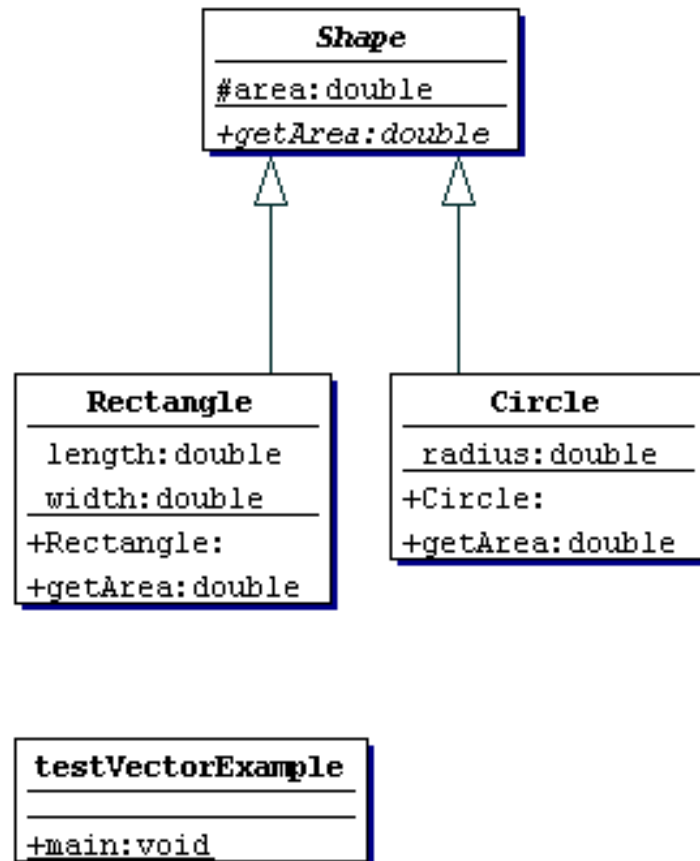 Shape
#area:double
+getArea:double
Rectangle
length:double
width:double
+Rectangle:
+getArea:double
Circle
radius:double
+Circle:
+getArea:double
testVectorExample
+main:void